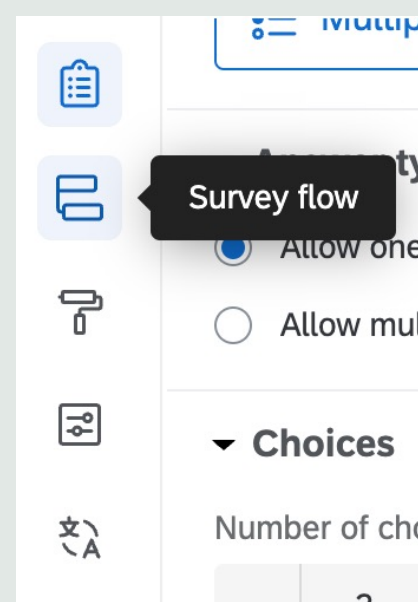 Survey flow
Allow one
Allow mul
Choices
Number of cho